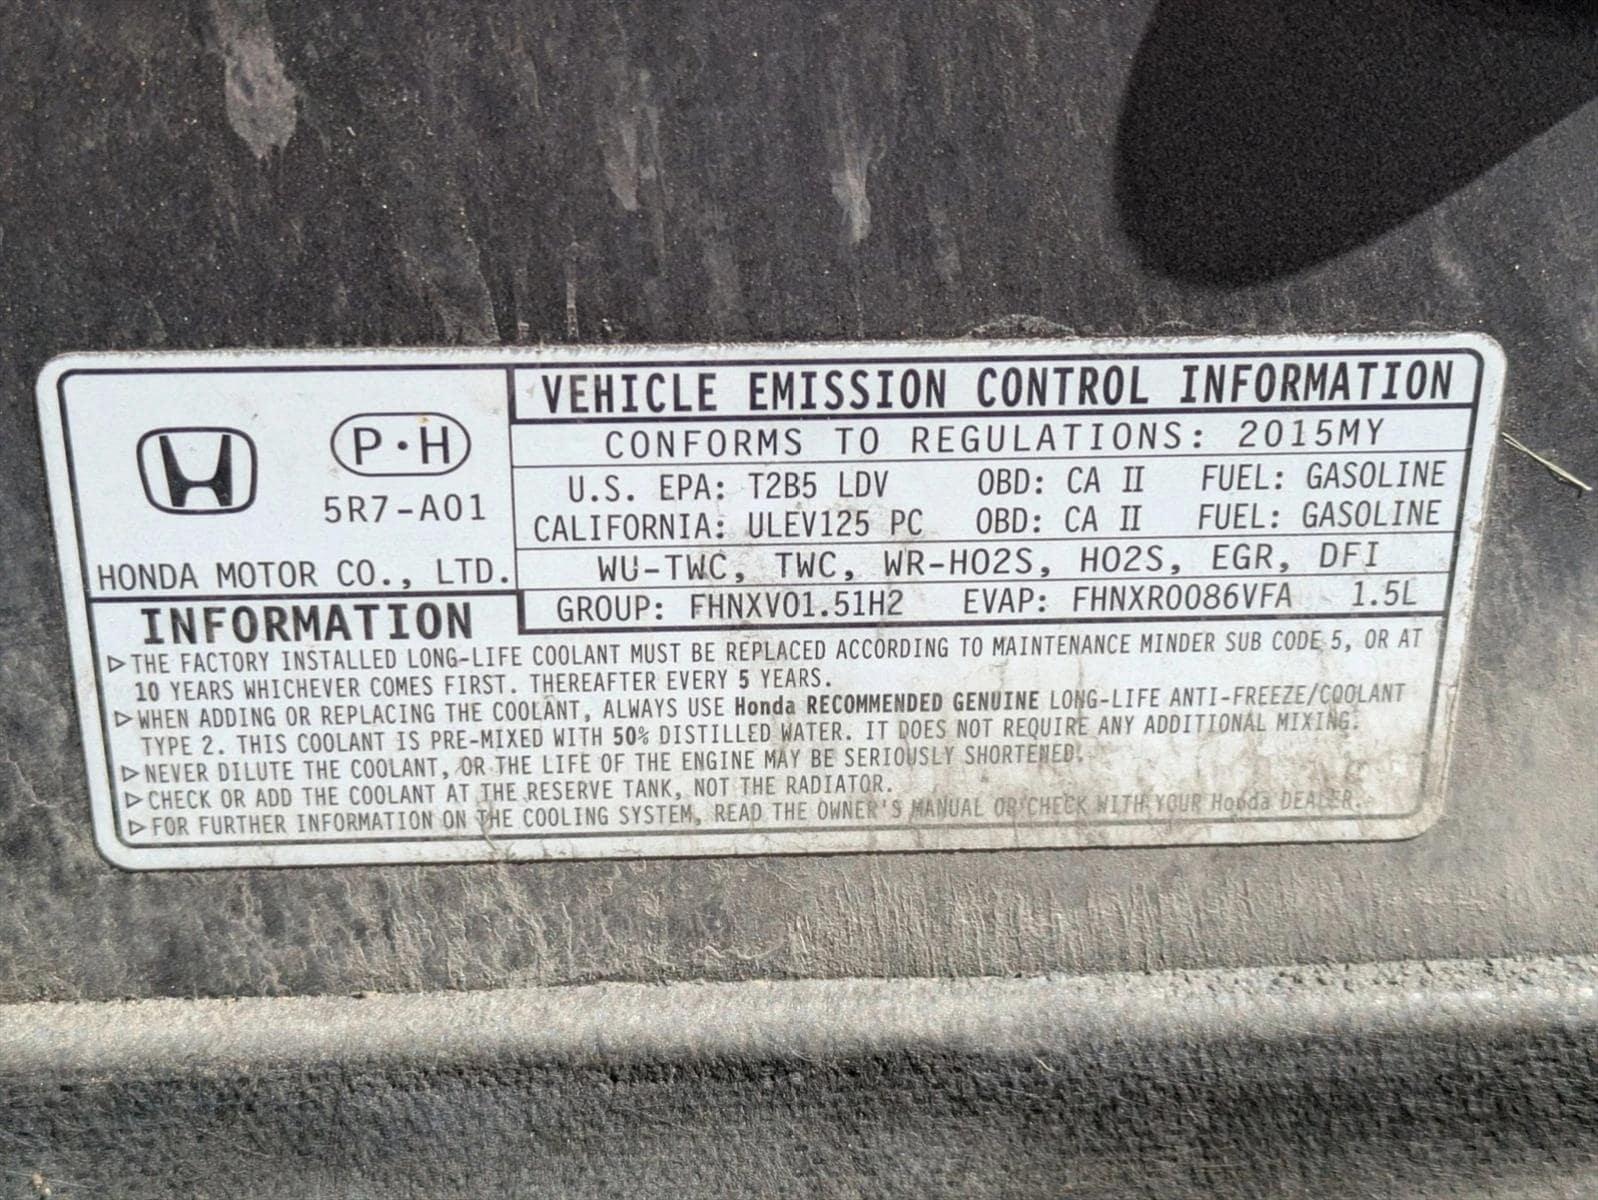 VEHICLE EMISSION CONTROL INFORMATION
P·H
5R7-A01
HONDA MOTOR CO., LTD.
CONFORMS TO REGULATIONS: 2015MY
U.S. EPA: T2B5 LDV OBD: CA II FUEL: GASOLINE
CALIFORNIA: ULEV125 PC OBD: CA II FUEL: GASOLINE
WU-TWC, TWC, WR-HO2S, HO2S, EGR, DFI
GROUP: FHNXV01.51H2 EVAP: FHNXR0086VFA 1.5L
INFORMATION
▷THE FACTORY INSTALLED LONG-LIFE COOLANT MUST BE REPLACED ACCORDING TO MAINTENANCE MINDER SUB CODE 5, OR AT
10 YEARS WHICHEVER COMES FIRST. THEREAFTER EVERY 5 YEARS.
▷WHEN ADDING OR REPLACING THE COOLANT, ALWAYS USE Honda RECOMMENDED GENUINE LONG-LIFE ANTI-FREEZE/COOLANT
TYPE 2. THIS COOLANT IS PRE-MIXED WITH 50% DISTILLED WATER. IT DOES NOT REQUIRE ANY ADDITIONAL MIXING.
▷NEVER DILUTE THE COOLANT, OR THE LIFE OF THE ENGINE MAY BE SERIOUSLY SHORTENED.
▷CHECK OR ADD THE COOLANT AT THE RESERVE TANK, NOT THE RADIATOR.
▷FOR FURTHER INFORMATION ON THE COOLING SYSTEM, READ THE OWNER'S MANUAL OR CHECK WITH YOUR Honda DEALER.